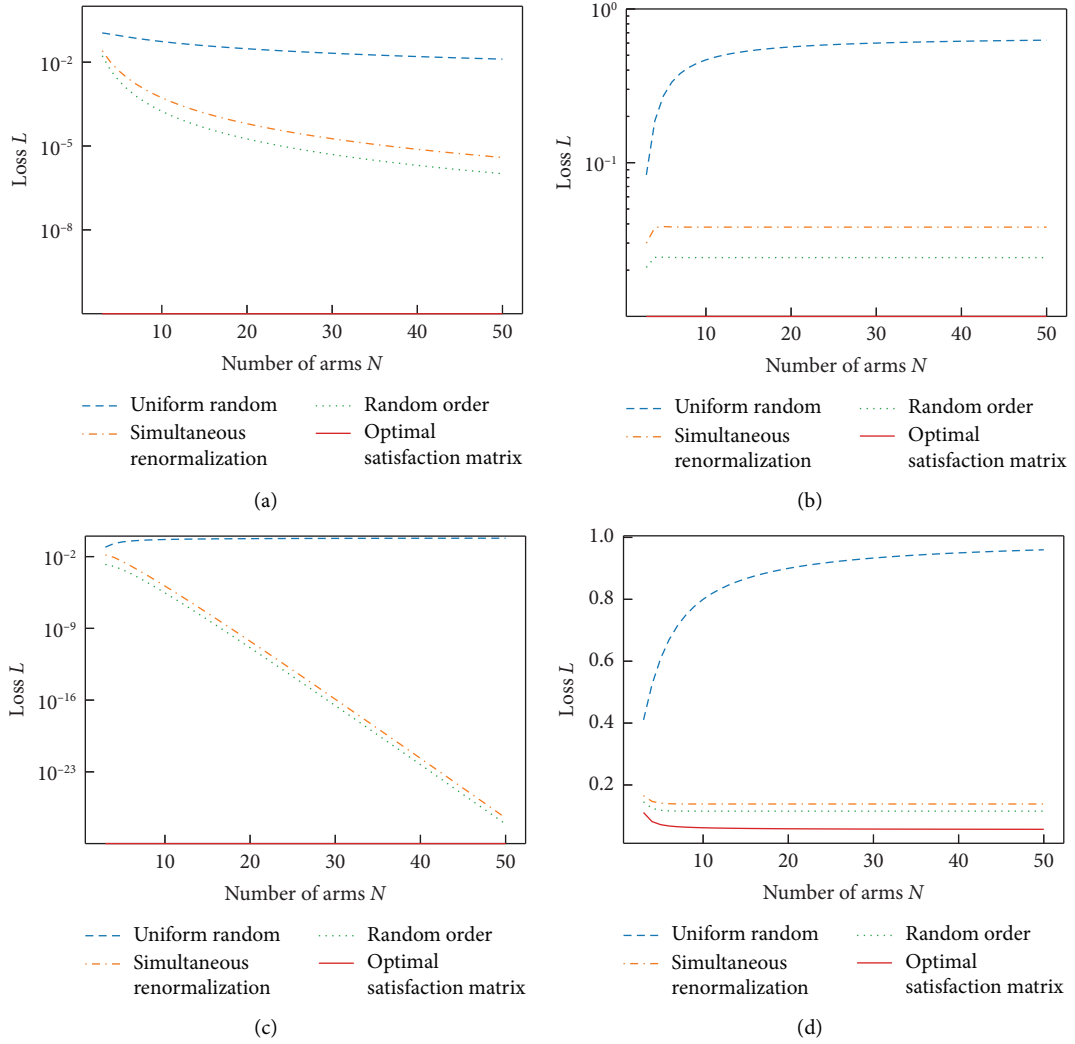 10⁻²
10⁻⁵
10⁻⁸
Loss L
10 20 30 40 50
Number of arms N
Uniform random
Simultaneous
renormalization
Random order
Optimal
satisfaction matrix
(a)
10⁰
10⁻¹
Loss L
10 20 30 40 50
Number of arms N
Uniform random
Simultaneous
renormalization
Random order
Optimal
satisfaction matrix
(b)
10⁻²
10⁻⁹
10⁻¹⁶
10⁻²³
Loss L
10 20 30 40 50
Number of arms N
Uniform random
Simultaneous
renormalization
Random order
Optimal
satisfaction matrix
(c)
1.0
0.8
0.6
0.4
0.2
Loss L
10 20 30 40 50
Number of arms N
Uniform random
Simultaneous
renormalization
Random order
Optimal
satisfaction matrix
(d)